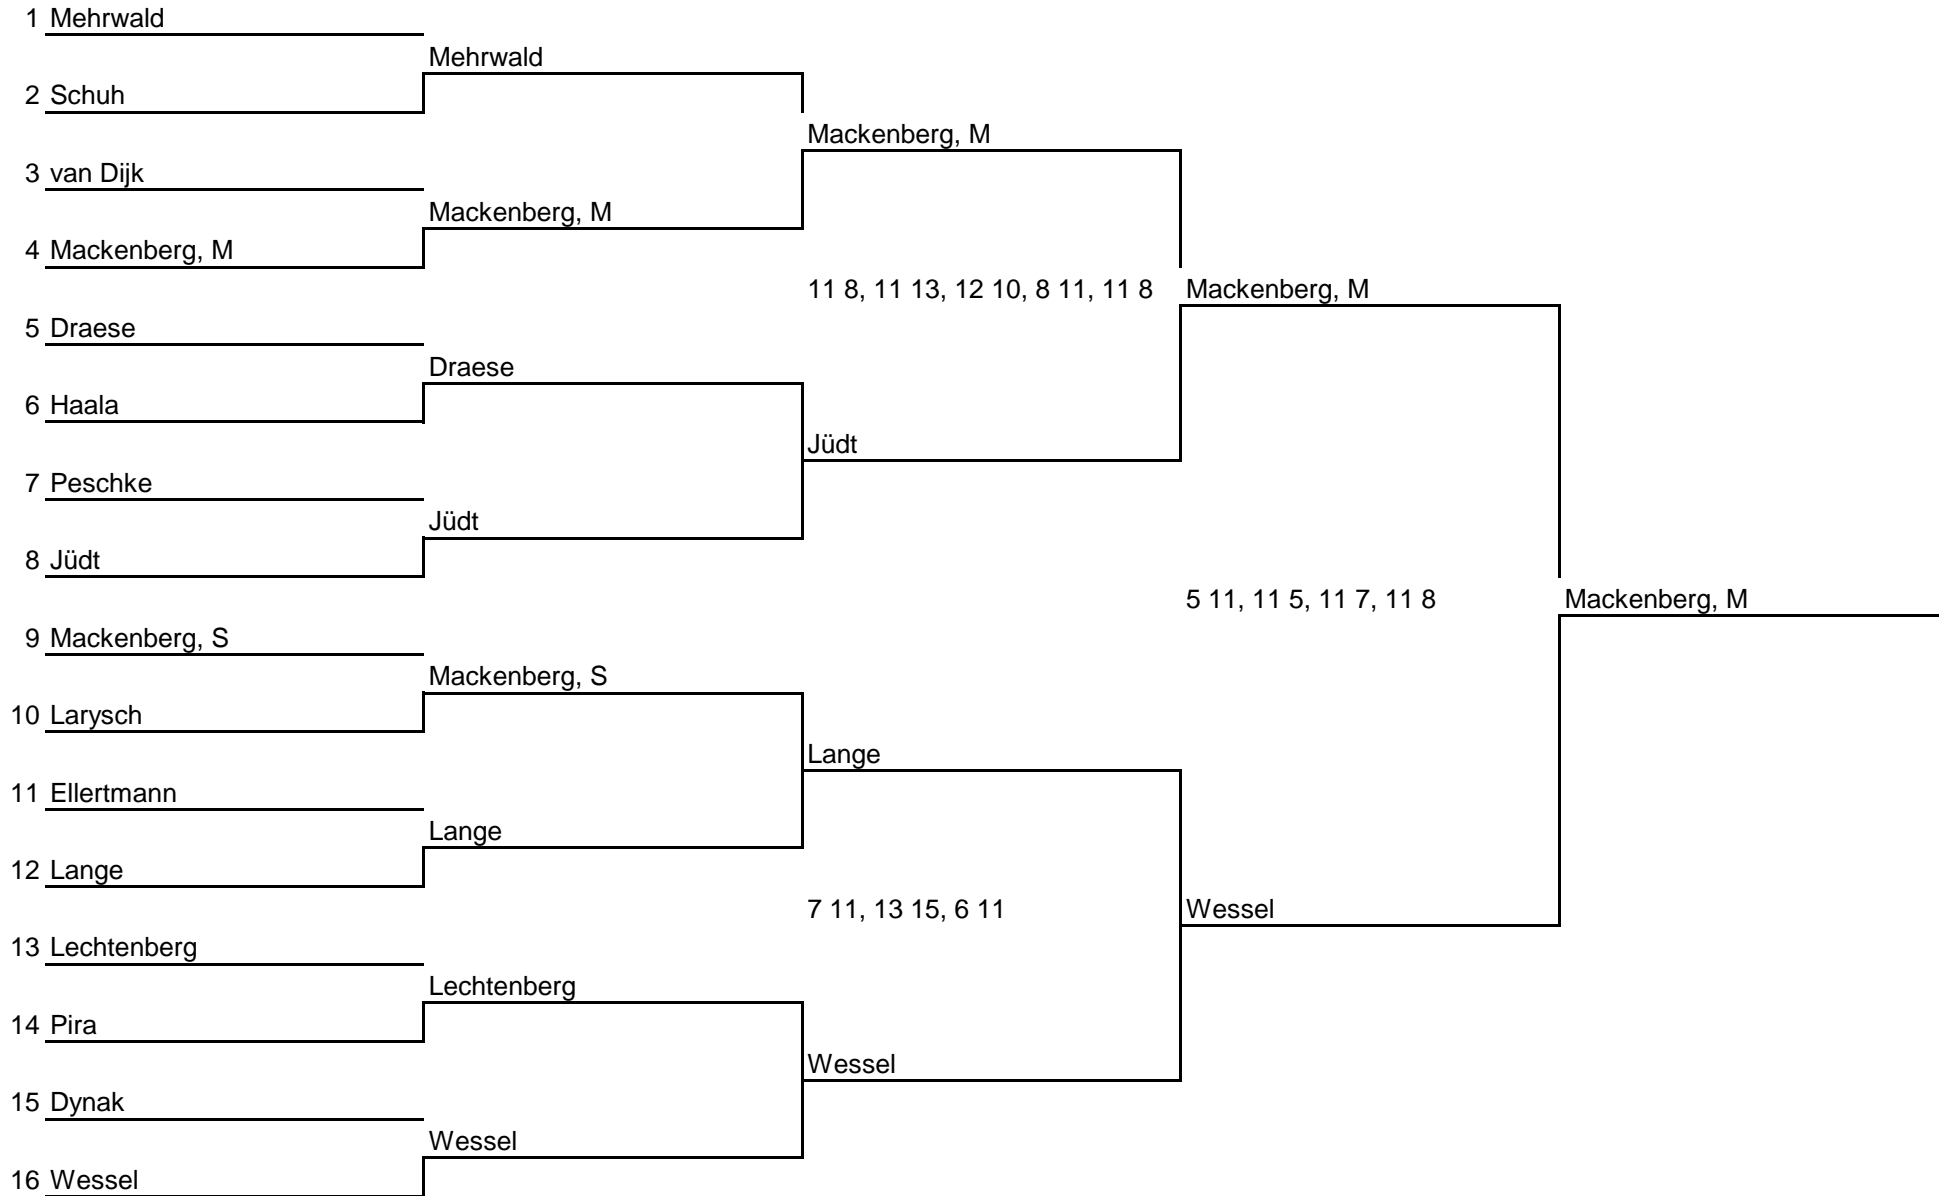 1 Mehrwald
Mehrwald
2 Schuh
Mackenberg, M
3 van Dijk
Mackenberg, M
4 Mackenberg, M
11 8, 11 13, 12 10, 8 11, 11 8 Mackenberg, M
5 Draese
Draese
6 Haala
Jüdt
7 Peschke
Jüdt
8 Jüdt
5 11, 11 5, 11 7, 11 8 Mackenberg, M
9 Mackenberg, S
Mackenberg, S
10 Larysch
Lange
11 Ellertmann
Lange
12 Lange
7 11, 13 15, 6 11 Wessel
13 Lechtenberg
Lechtenberg
14 Pira
Wessel
15 Dynak
Wessel
16 Wessel